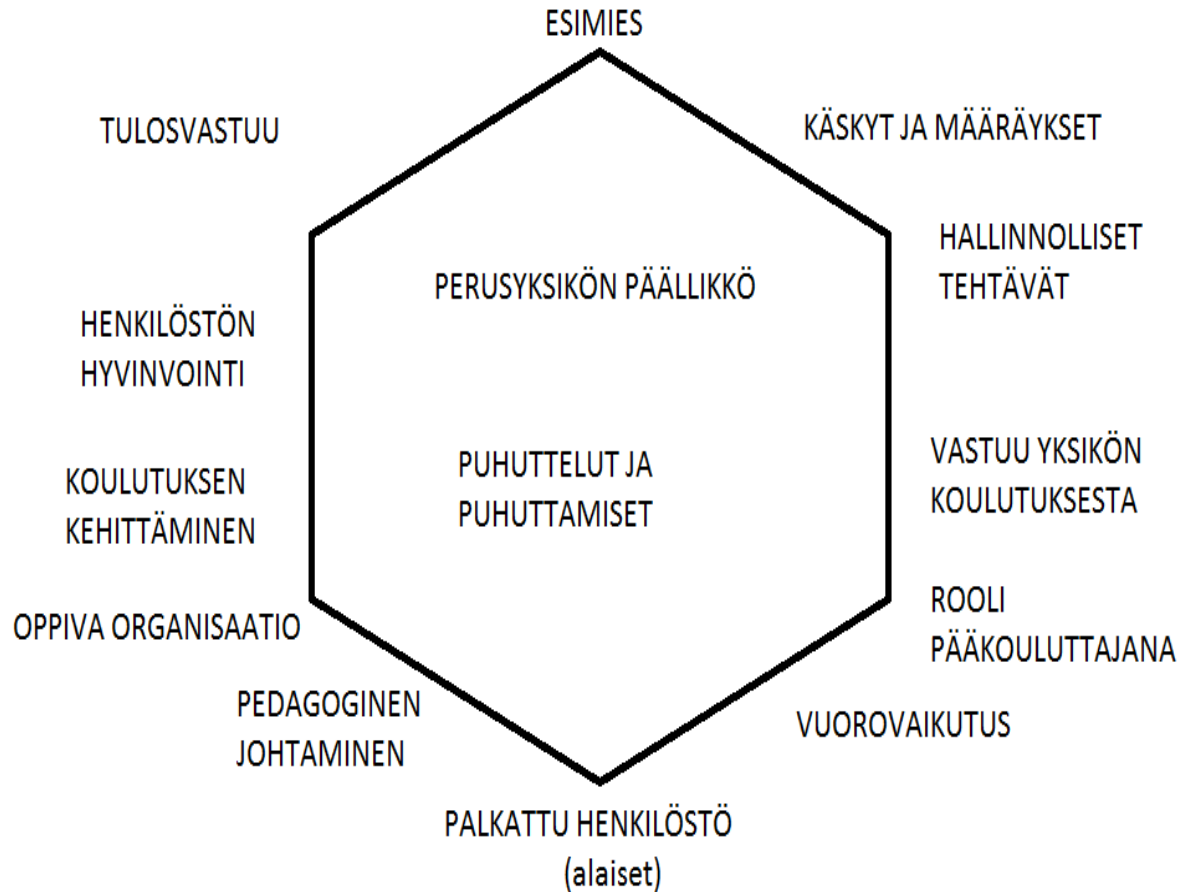 ESIMIES
TULOSVASTUU
KÄSKYT JA MÄÄRÄYKSET
HALLINNOLLISET
TEHTÄVÄT
PERUSYKSIKÖN PÄÄLLIKKÖ
HENKILÖSTÖN
HYVINVOINTI
PUHUTTELUT JA
PUHUTTAMISET
VASTUU YKSIKÖN
KOULUTUKSESTA
KOULUTUKSEN
KEHITTÄMINEN
ROOLI
PÄÄKOULUTTAJANA
OPPIVA ORGANISAATIO
PEDAGOGINEN
JOHTAMINEN
VUOROVAIKUTUS
PALKATTU HENKILÖSTÖ
(alaiset)